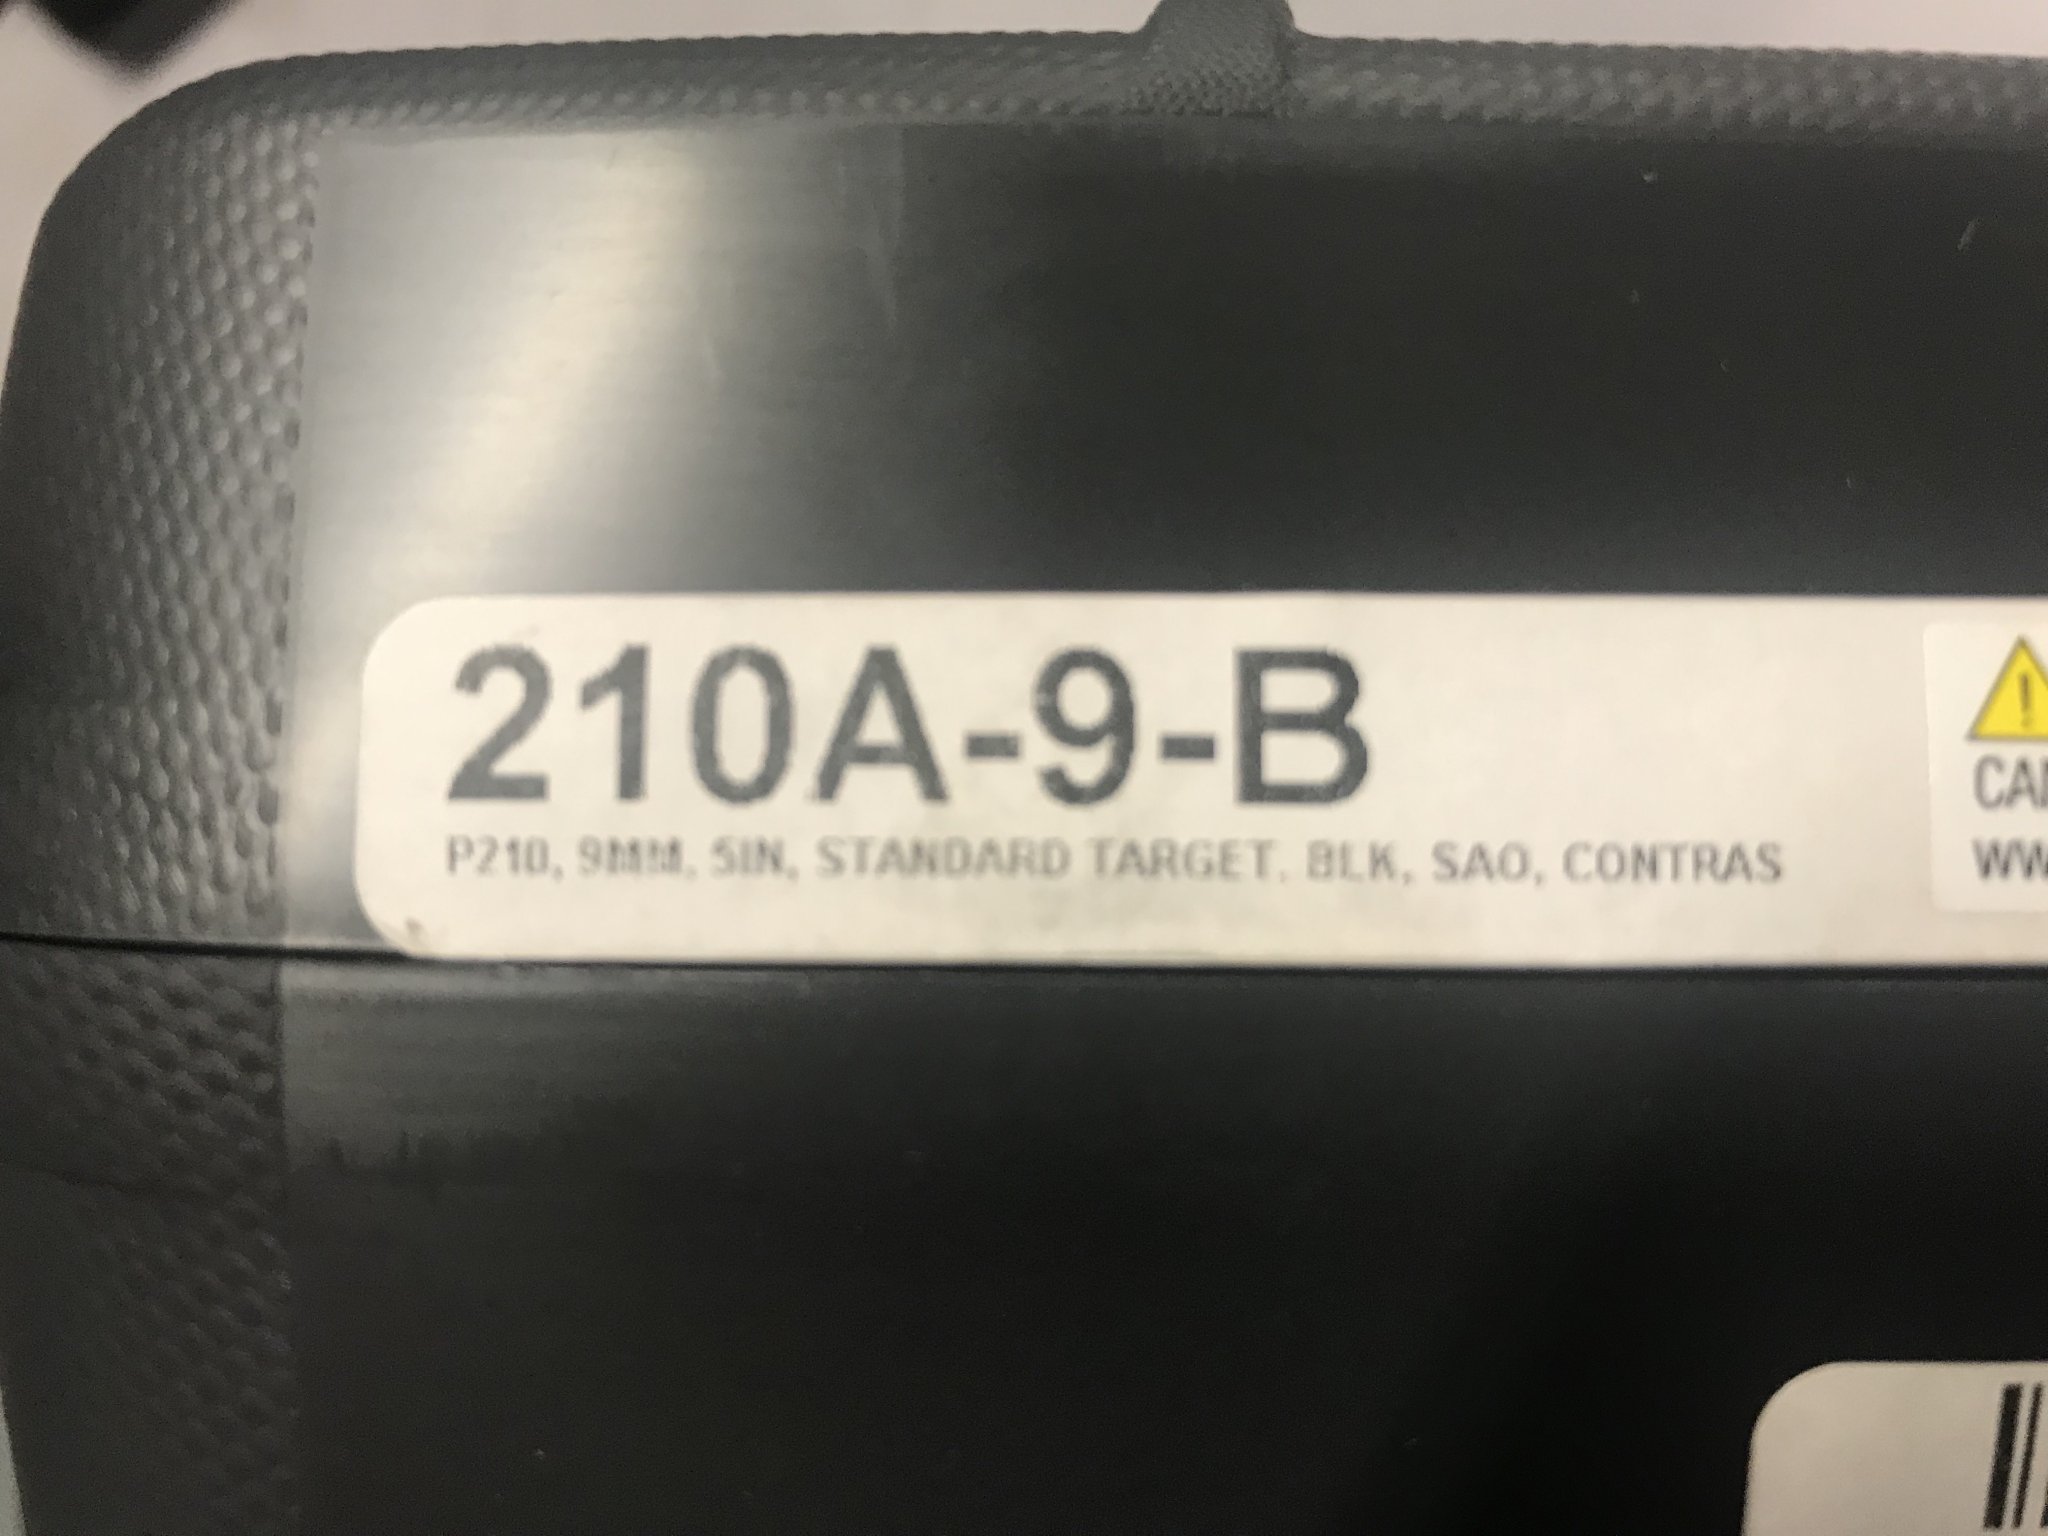 210A-9-B
P210, 9MM, 5IN, STANDARD TARGET, BLK, SAO, CONTRAS
!